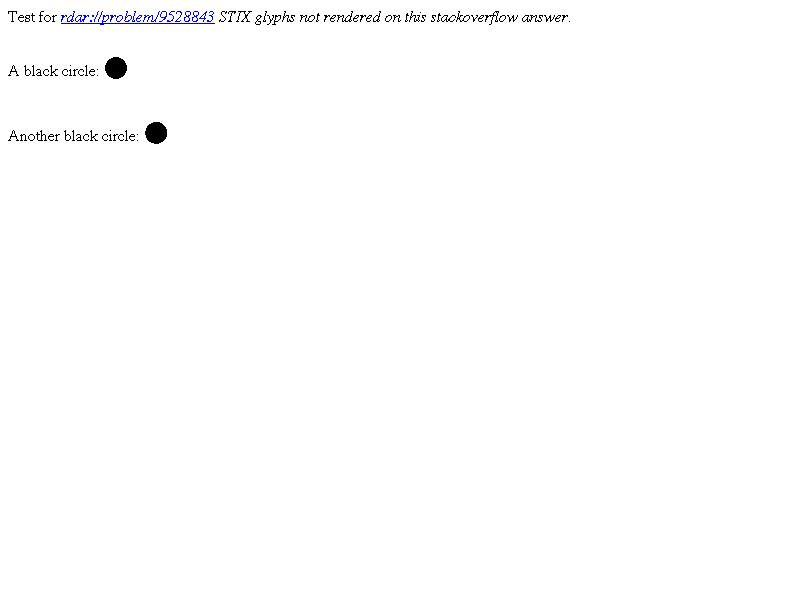 Test for rdar://problem/9528843 STIX glyphs not rendered on this stackoverflow answer.
A black circle: ●
Another black circle: ●